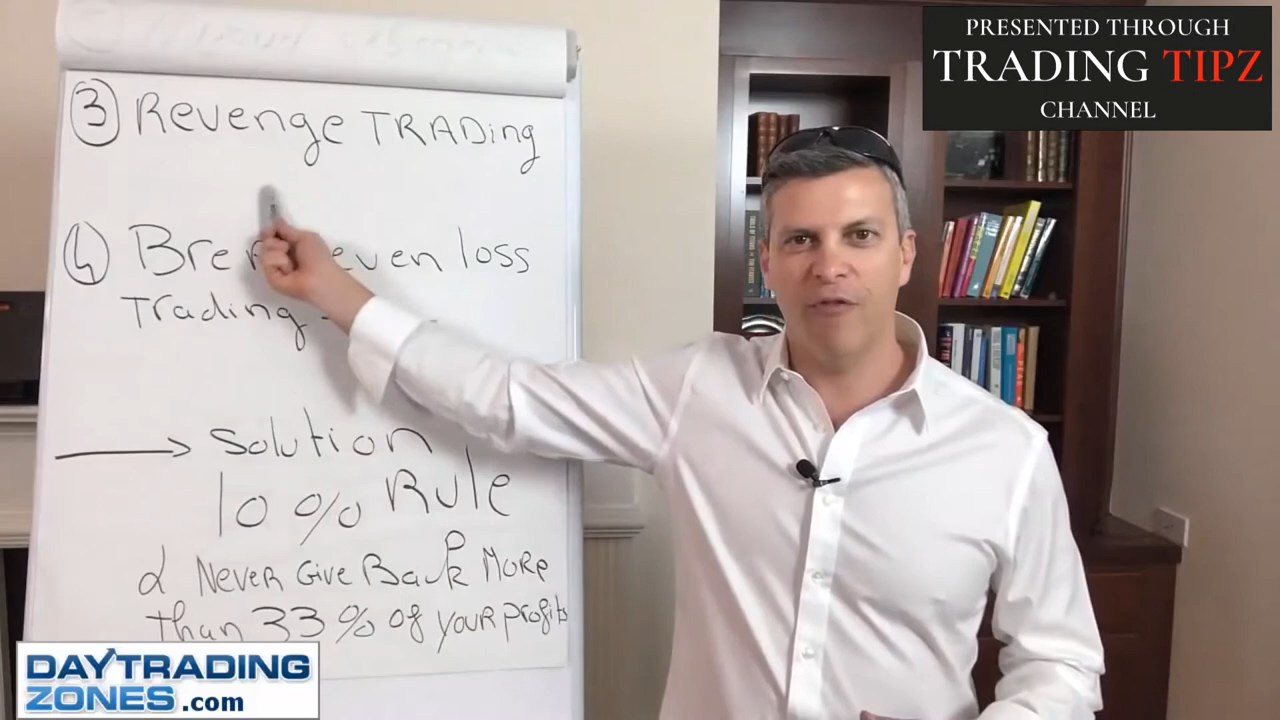 ③ Revenge TRADing
④ Bre even loss
Trading
→ Solution
10 % Rule
& Never Give Back More
than 33% of your profits
PRESENTED THROUGH
TRADING TIPZ
CHANNEL
DAYTRADING
ZONES.com